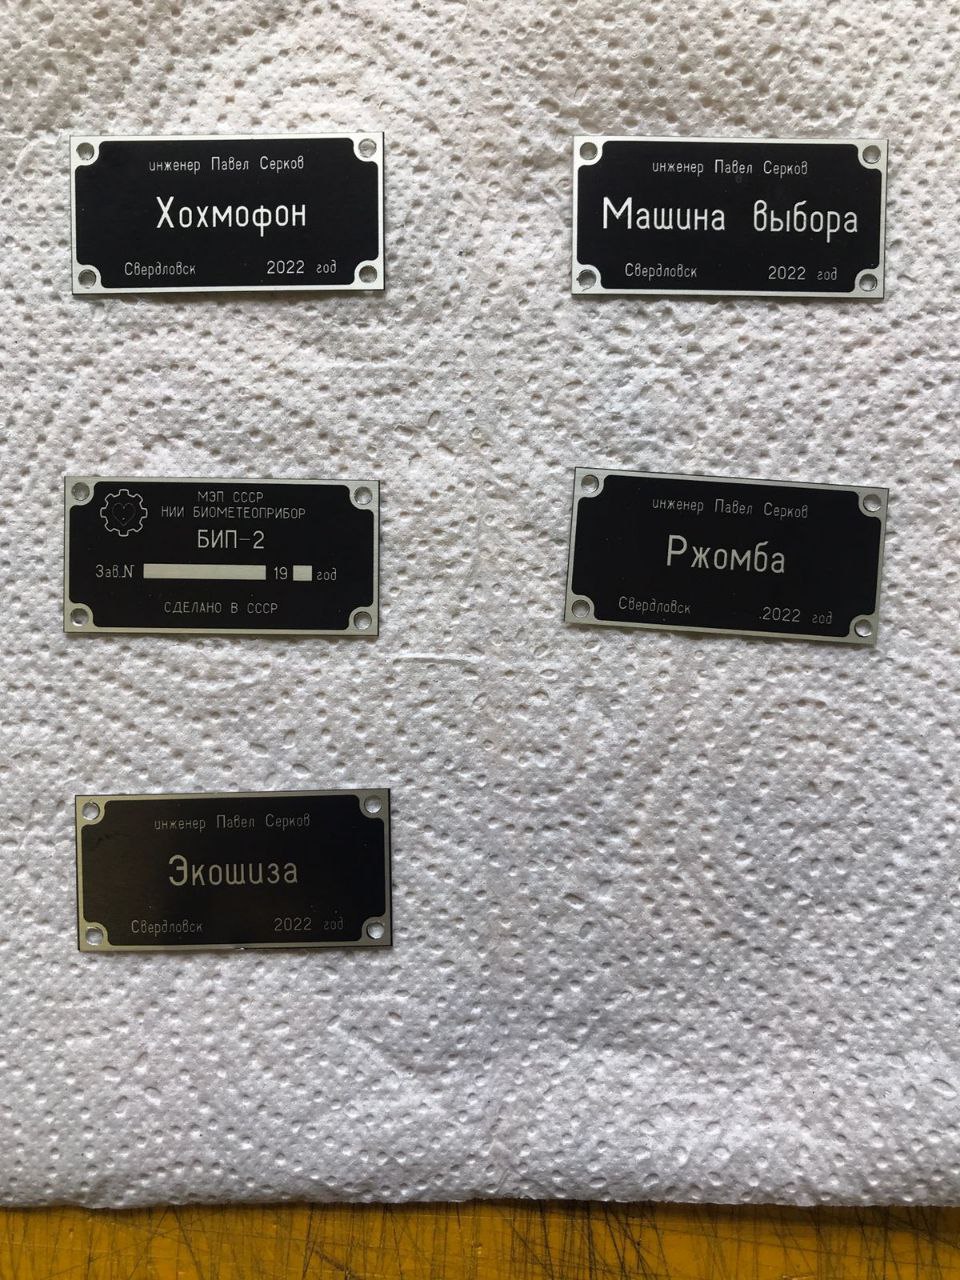 инженер Павел Серков
Хохмофон
Свердловск 2022 год
инженер Павел Серков
Машина выбора
Свердловск 2022 год
МЭП СССР
НИИ БИОМЕТЕОПРИБОР
БИП-2
Зав.N 19 год
СДЕЛАНО В СССР
инженер Павел Серков
Ржомба
Свердловск 2022 год
инженер Павел Серков
Экошиза
Свердловск 2022 год